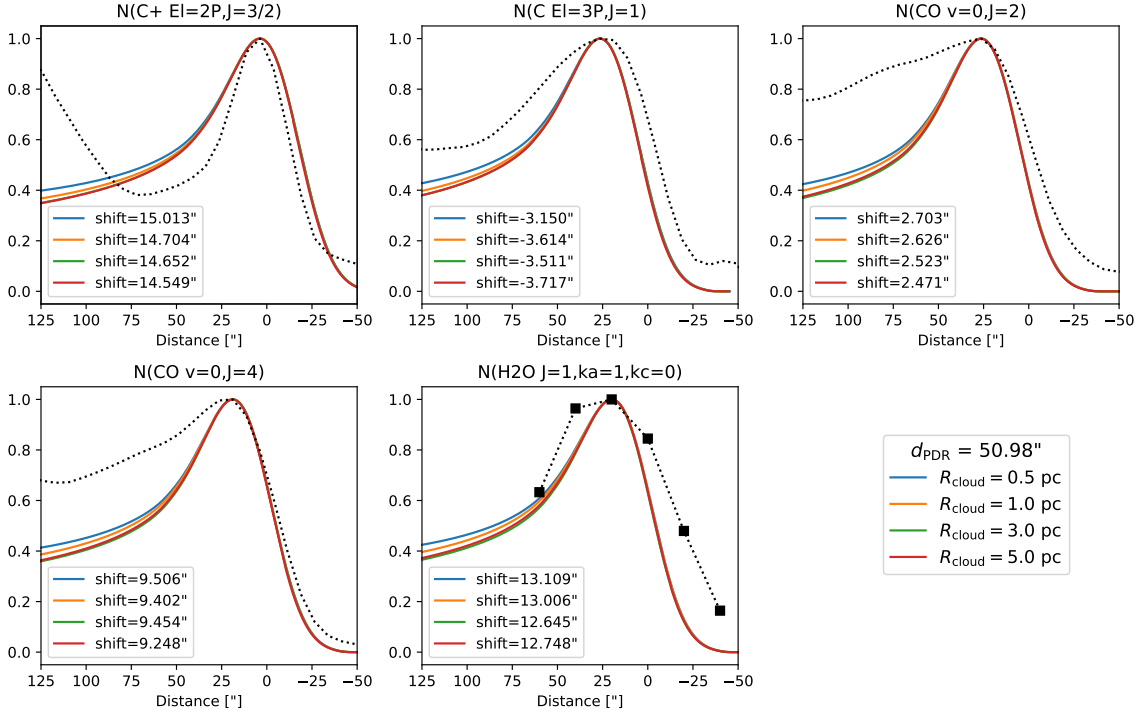 N(C+ El=2P,J=3/2)
1.0
0.8
0.6
0.4
0.2
0.0
shift=15.013"
shift=14.704"
shift=14.652"
shift=14.549"
125 100 75 50 25 0 −25 −50
Distance ["]
N(C El=3P,J=1)
1.0
0.8
0.6
0.4
0.2
0.0
shift=-3.150"
shift=-3.614"
shift=-3.511"
shift=-3.717"
125 100 75 50 25 0 −25 −50
Distance ["]
N(CO v=0,J=2)
1.0
0.8
0.6
0.4
0.2
0.0
shift=2.703"
shift=2.626"
shift=2.523"
shift=2.471"
125 100 75 50 25 0 −25 −50
Distance ["]
N(CO v=0,J=4)
1.0
0.8
0.6
0.4
0.2
0.0
shift=9.506"
shift=9.402"
shift=9.454"
shift=9.248"
125 100 75 50 25 0 −25 −50
Distance ["]
N(H2O J=1,ka=1,kc=0)
1.0
0.8
0.6
0.4
0.2
0.0
shift=13.109"
shift=13.006"
shift=12.645"
shift=12.748"
125 100 75 50 25 0 −25 −50
Distance ["]
d_PDR = 50.98"
R_cloud = 0.5 pc
R_cloud = 1.0 pc
R_cloud = 3.0 pc
R_cloud = 5.0 pc